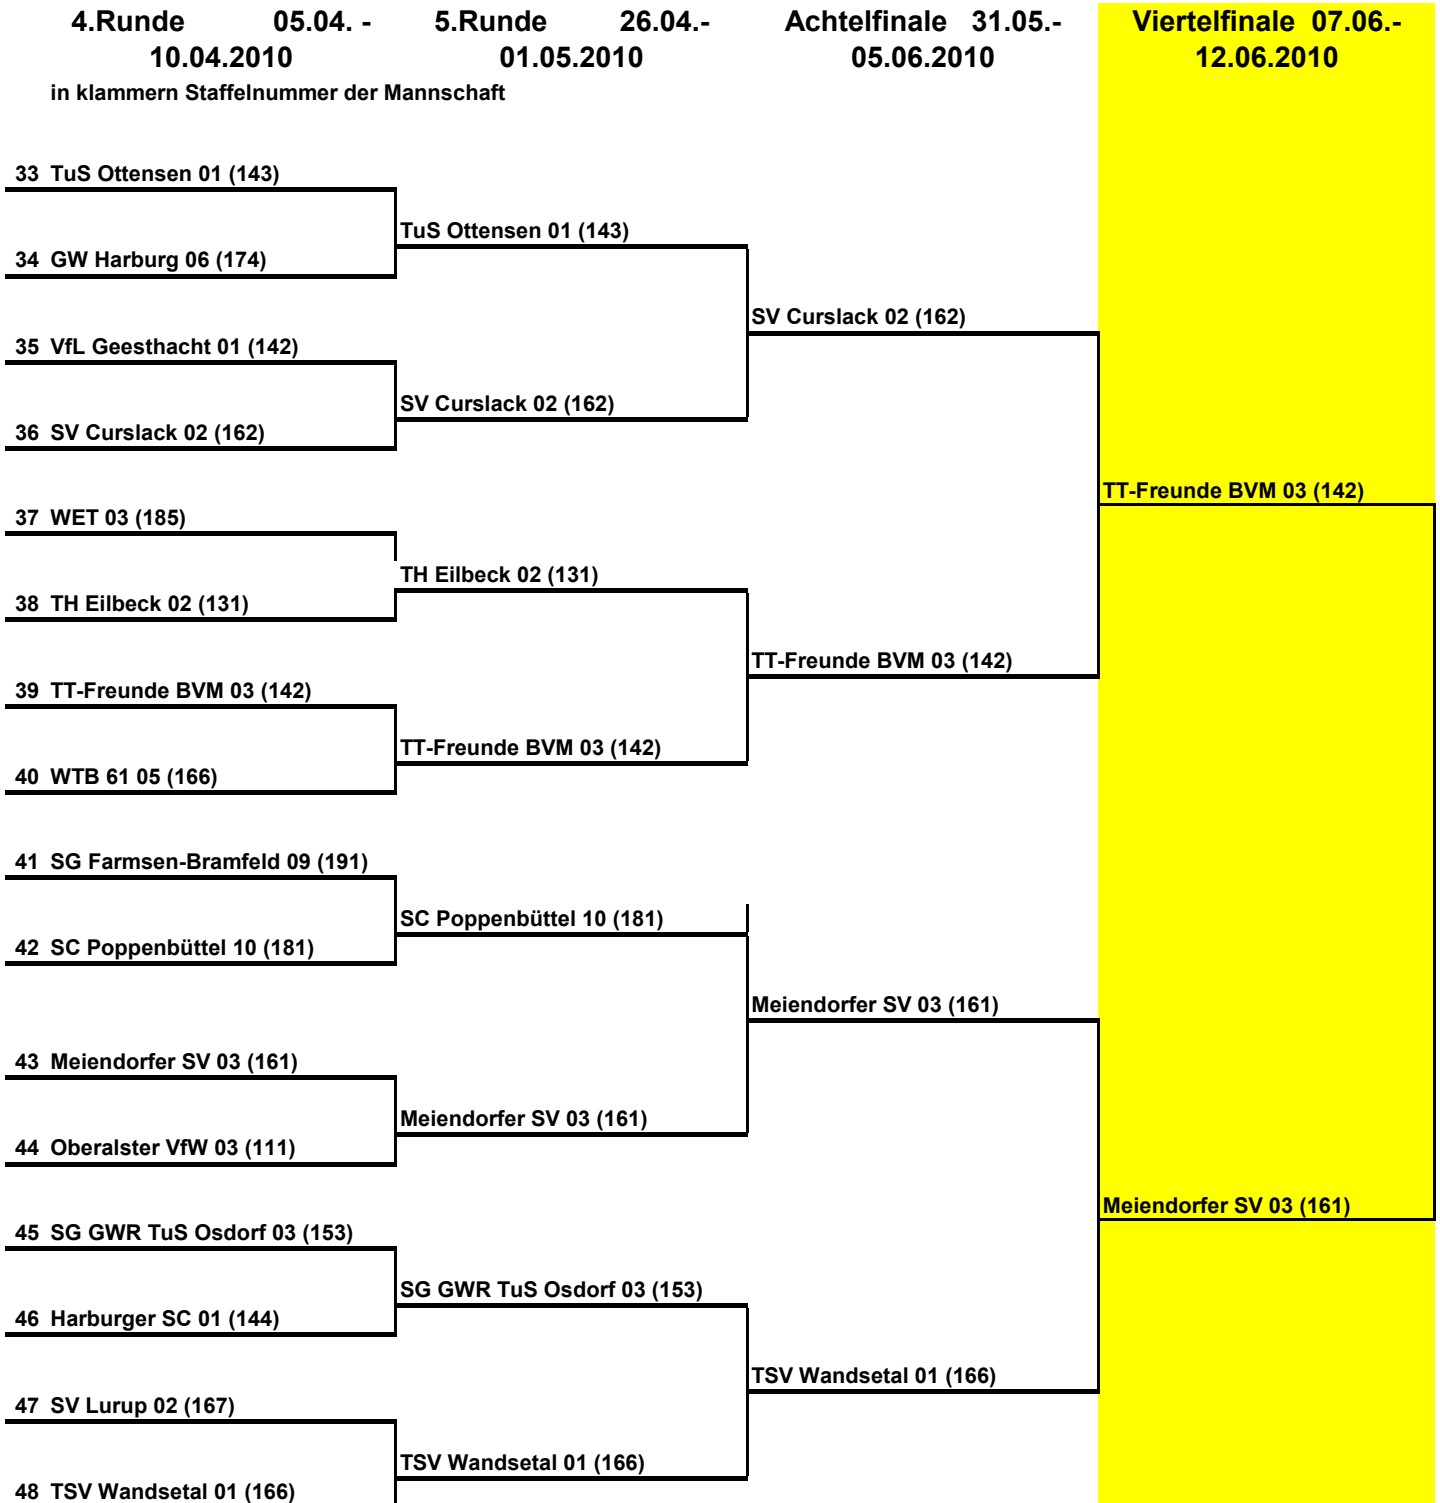 4.Runde 05.04. - 10.04.2010
5.Runde 26.04.- 01.05.2010
Achtelfinale 31.05.- 05.06.2010
Viertelfinale 07.06.- 12.06.2010
in klammern Staffelnummer der Mannschaft
33 TuS Ottensen 01 (143)
TuS Ottensen 01 (143)
34 GW Harburg 06 (174)
SV Curslack 02 (162)
35 VfL Geesthacht 01 (142)
SV Curslack 02 (162)
36 SV Curslack 02 (162)
TT-Freunde BVM 03 (142)
37 WET 03 (185)
TH Eilbeck 02 (131)
38 TH Eilbeck 02 (131)
TT-Freunde BVM 03 (142)
39 TT-Freunde BVM 03 (142)
TT-Freunde BVM 03 (142)
40 WTB 61 05 (166)
41 SG Farmsen-Bramfeld 09 (191)
SC Poppenbüttel 10 (181)
42 SC Poppenbüttel 10 (181)
Meiendorfer SV 03 (161)
43 Meiendorfer SV 03 (161)
Meiendorfer SV 03 (161)
44 Oberalster VfW 03 (111)
Meiendorfer SV 03 (161)
45 SG GWR TuS Osdorf 03 (153)
SG GWR TuS Osdorf 03 (153)
46 Harburger SC 01 (144)
TSV Wandsetal 01 (166)
47 SV Lurup 02 (167)
TSV Wandsetal 01 (166)
48 TSV Wandsetal 01 (166)